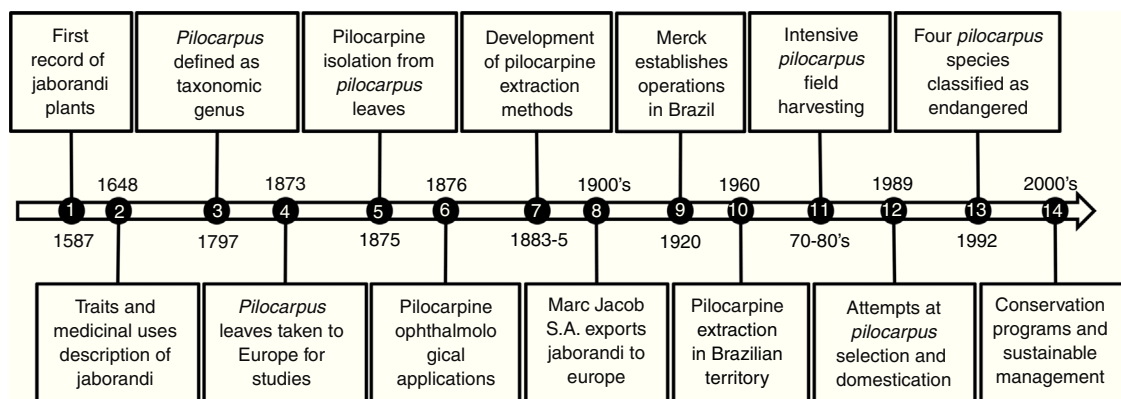 First
record of
jaborandi
plants
Pilocarpus
defined as
taxonomic
genus
Pilocarpine
isolation from
pilocarpus
leaves
Development
of pilocarpine
extraction
methods
Merck
establishes
operations
in Brazil
Intensive
pilocarpus
field
harvesting
Four pilocarpus
species
classified as
endangered
1648
1873
1876
1900's
1960
1989
2000's
1
2
3
4
5
6
7
8
9
10
11
12
13
14
1587
1797
1875
1883-5
1920
70-80's
1992
Traits and
medicinal uses
description of
jaborandi
Pilocarpus
leaves taken to
Europe for
studies
Pilocarpine
ophthalmolo
gical
applications
Marc Jacob
S.A. exports
jaborandi to
europe
Pilocarpine
extraction
in Brazilian
territory
Attempts at
pilocarpus
selection and
domestication
Conservation
programs and
sustainable
management